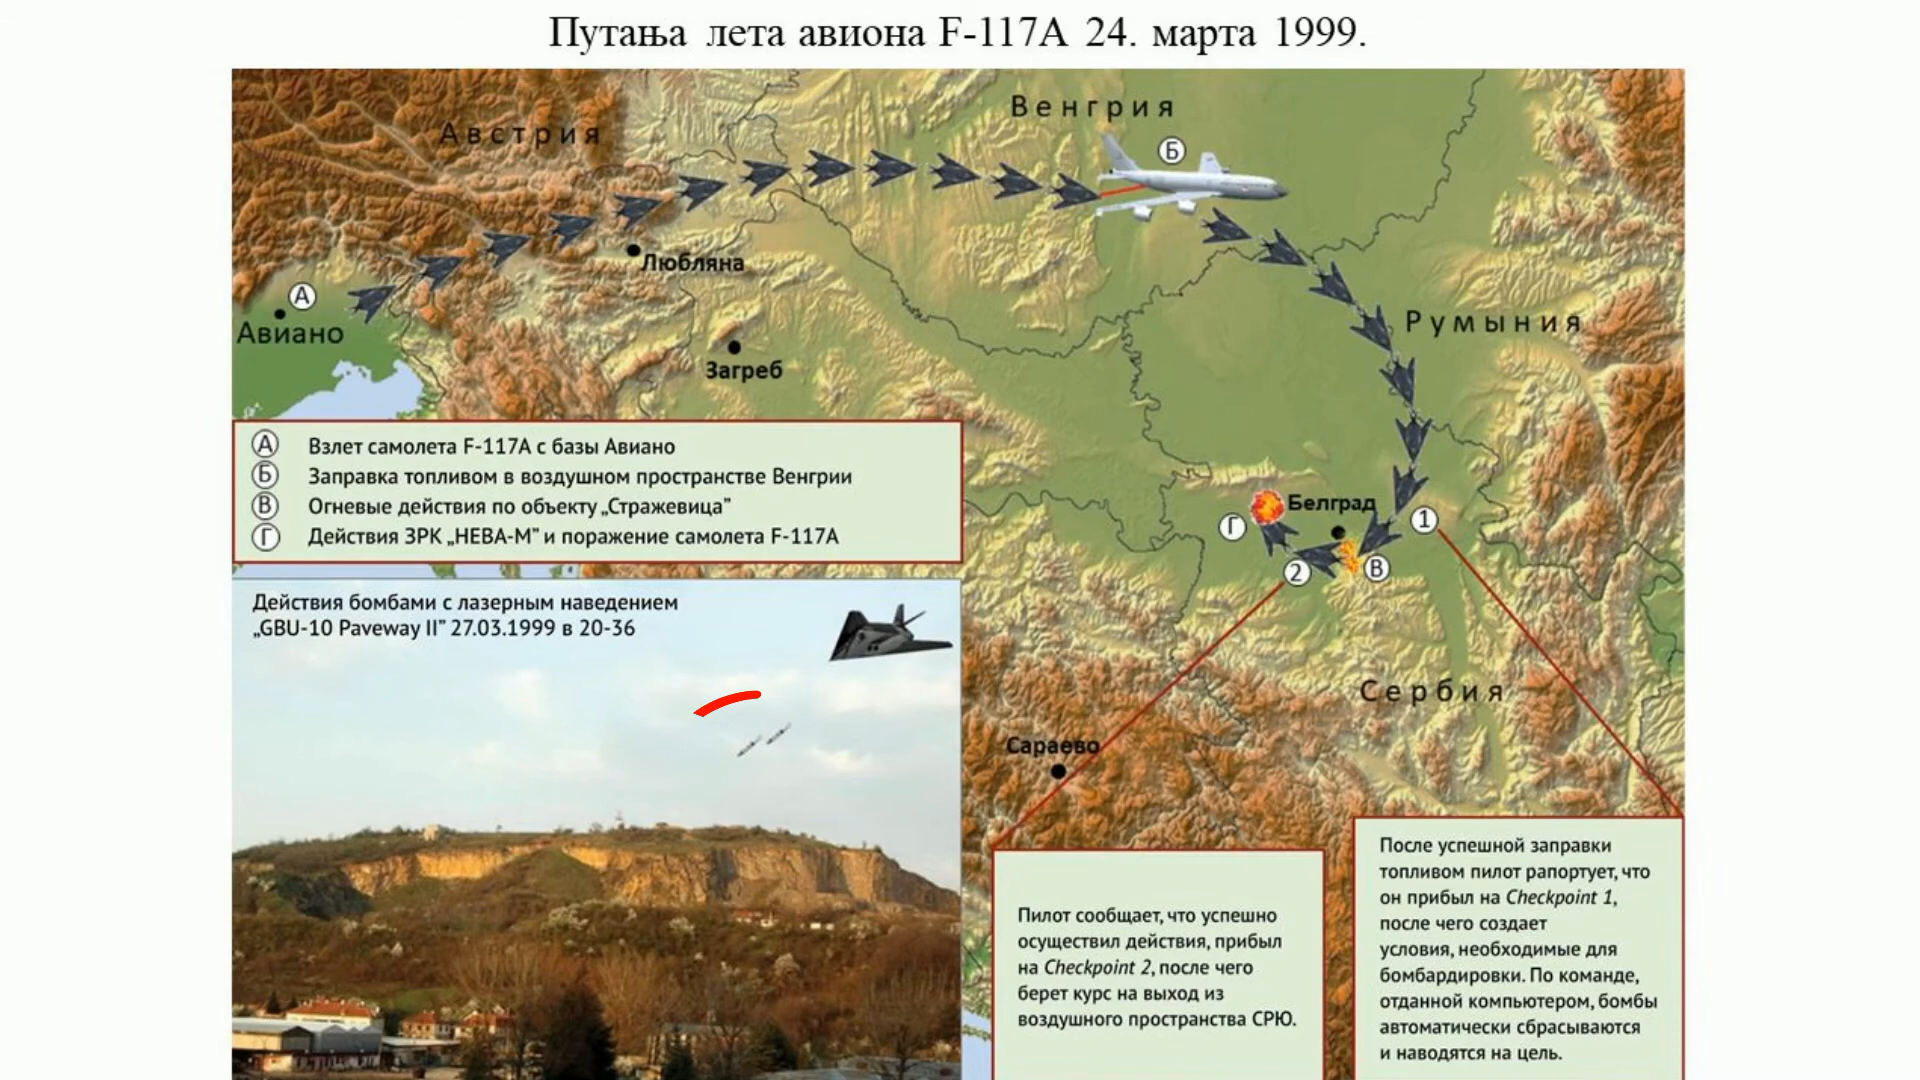 Путања лета авиона F-117A 24. марта 1999.
Австрия
Венгрия
Б
Любляна
А
Авиано
Загреб
Румыния
А Взлет самолета F-117A с базы Авиано
Б Заправка топливом в воздушном пространстве Венгрии
В Огневые действия по объекту „Стражевица”
Г Действия ЗРК „НЕВА-М” и поражение самолета F-117A
Белград
Г
1
2
В
Действия бомбами с лазерным наведением
„GBU-10 Paveway II” 27.03.1999 в 20-36
Сербия
Сараево
Пилот сообщает, что успешно
осуществил действия, прибыл
на Checkpoint 2, после чего
берет курс на выход из
воздушного пространства СРЮ.
После успешной заправки
топливом пилот рапортует, что
он прибыл на Checkpoint 1,
после чего создает
условия, необходимые для
бомбардировки. По команде,
отданной компьютером, бомбы
автоматически сбрасываются
и наводятся на цель.